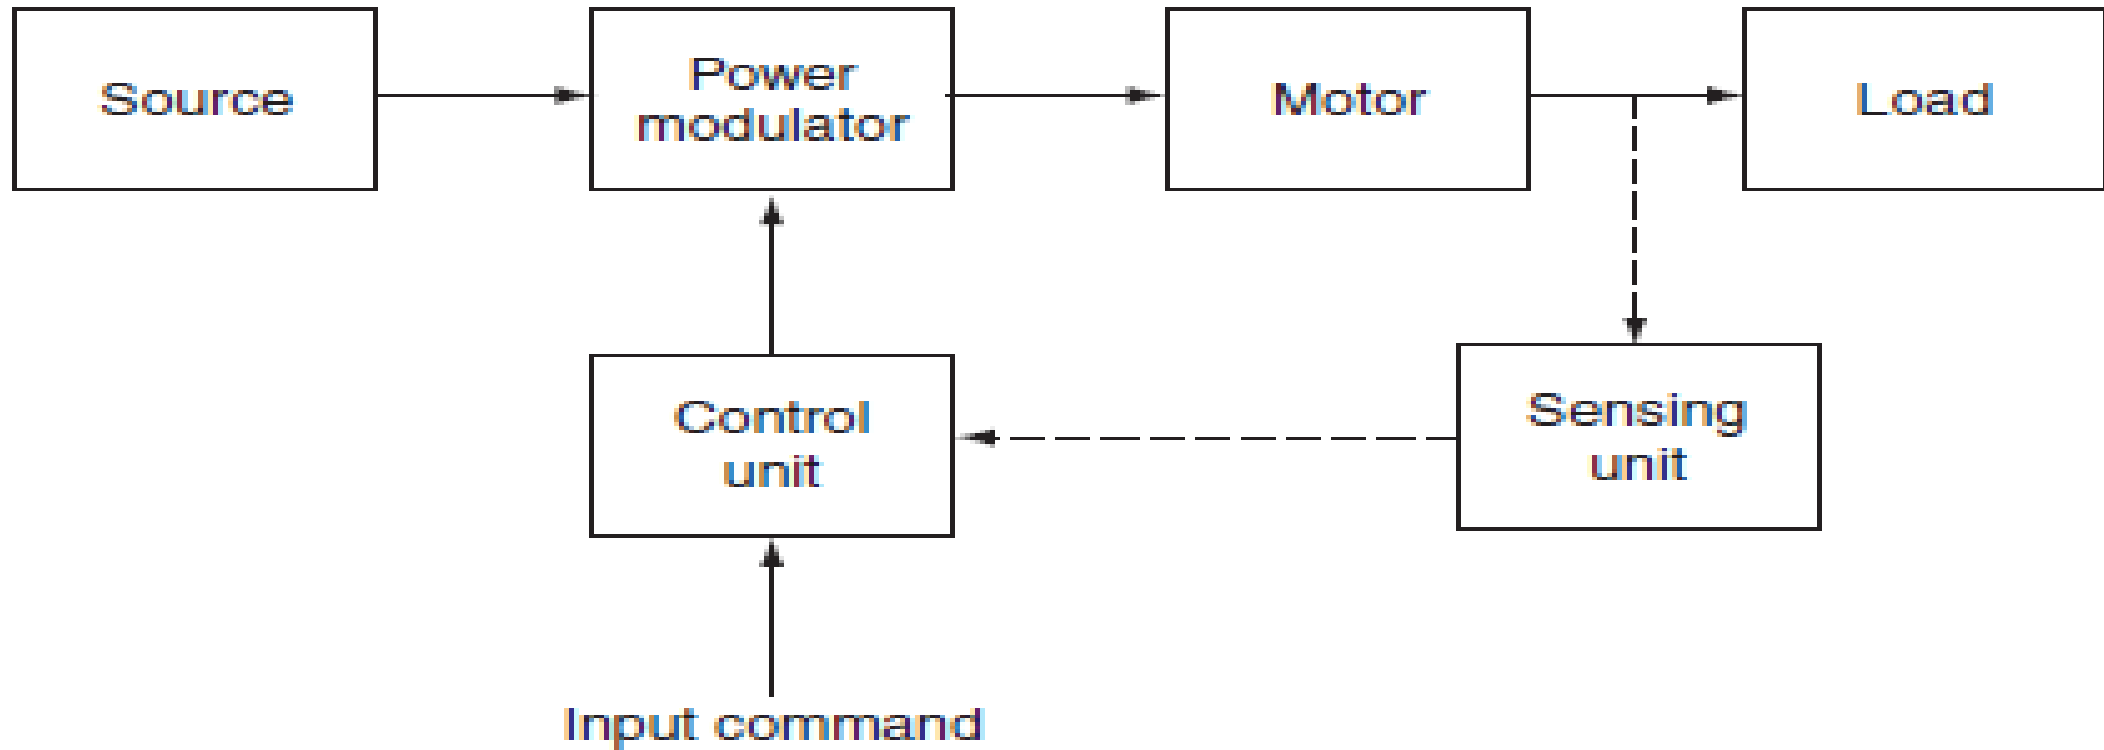 Source
Power
modulator
Motor
Load
Control
unit
Sensing
unit
Input command